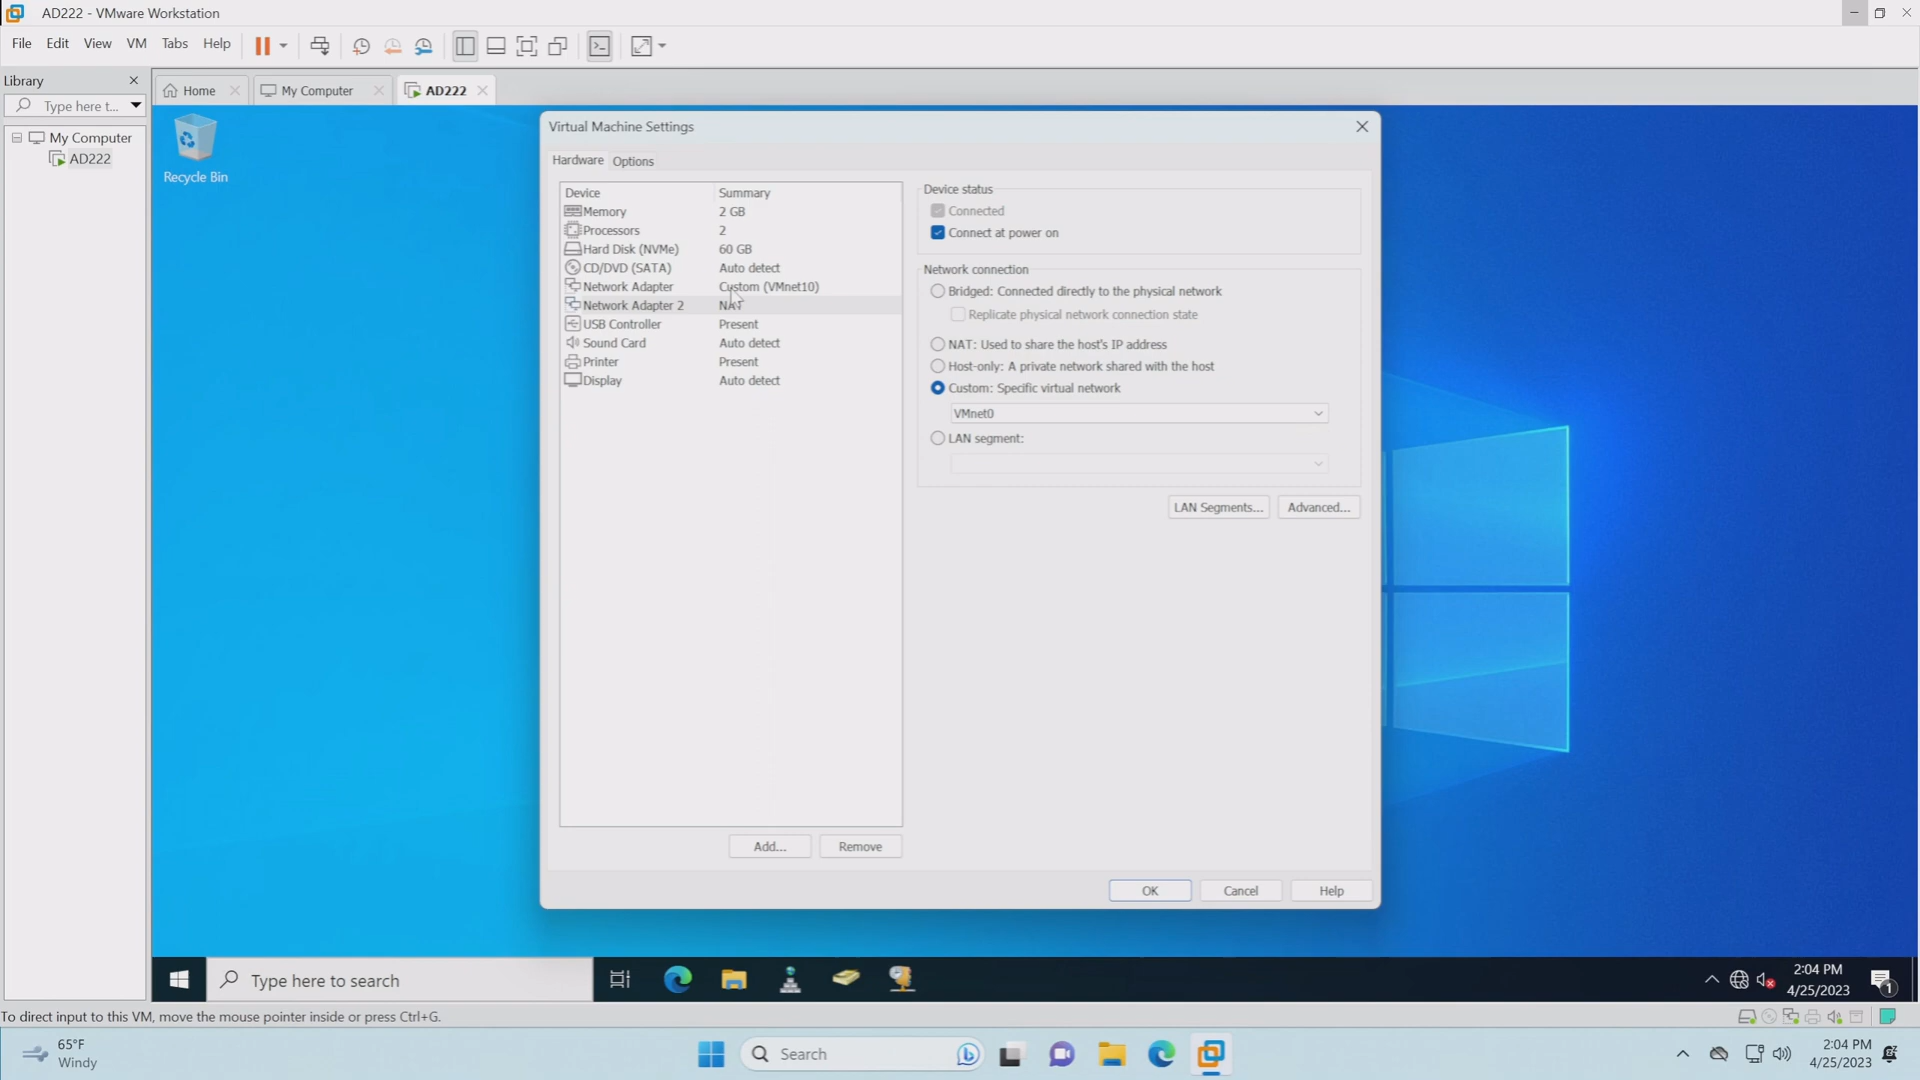 AD222 - VMware Workstation
File Edit View VM Tabs Help
Library
Type here t...
My Computer
AD222
Home
My Computer
AD222
Recycle Bin
Virtual Machine Settings
Hardware Options
Device Summary
Memory 2 GB
Processors 2
Hard Disk (NVMe) 60 GB
CD/DVD (SATA) Auto detect
Network Adapter Custom (VMnet10)
Network Adapter 2 NAT
USB Controller Present
Sound Card Auto detect
Printer Present
Display Auto detect
Add... Remove
Device status
Connected
Connect at power on
Network connection
Bridged: Connected directly to the physical network
Replicate physical network connection state
NAT: Used to share the host's IP address
Host-only: A private network shared with the host
Custom: Specific virtual network
VMnet0
LAN segment:
LAN Segments... Advanced...
OK Cancel Help
Type here to search
2:04 PM
4/25/2023
1
To direct input to this VM, move the mouse pointer inside or press Ctrl+G.
65°F
Windy
Search
2:04 PM
4/25/2023